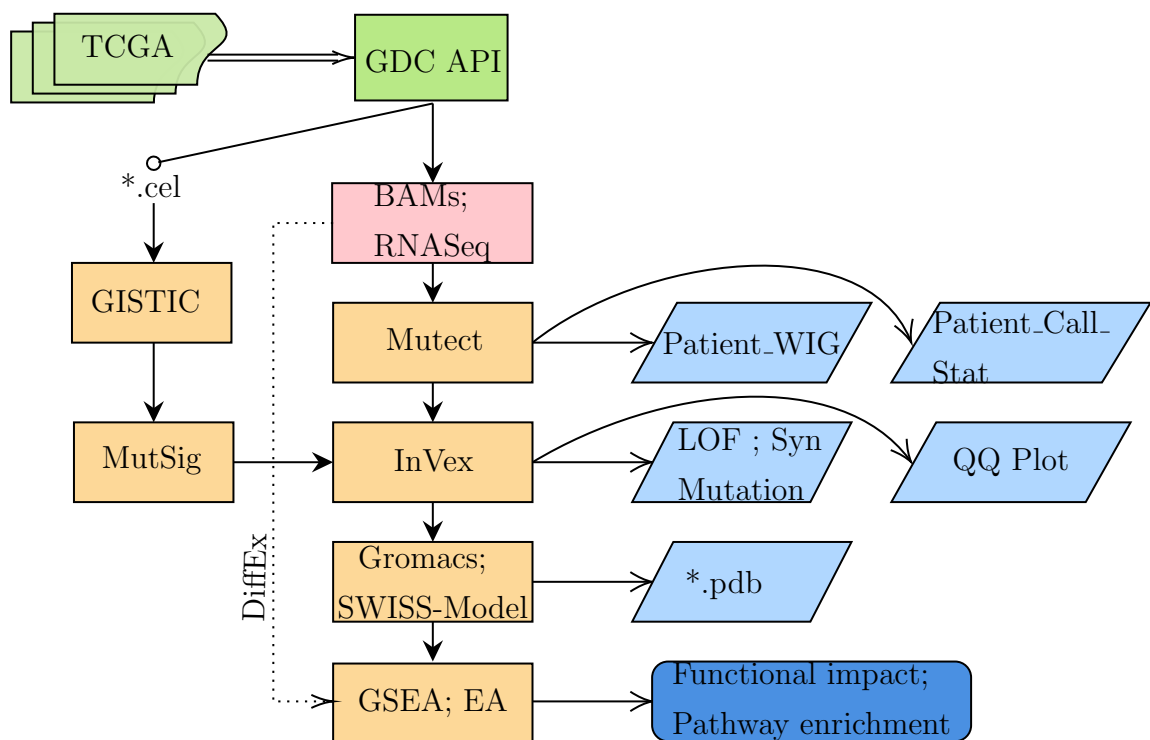 TCGA
GDC API
*.cel
BAMs;
RNASeq
GISTIC
Mutect
Patient_WIG
Patient_Call_
Stat
MutSig
InVex
LOF ; Syn
Mutation
QQ Plot
DiffEx
Gromacs;
SWISS-Model
*.pdb
GSEA; EA
Functional impact;
Pathway enrichment